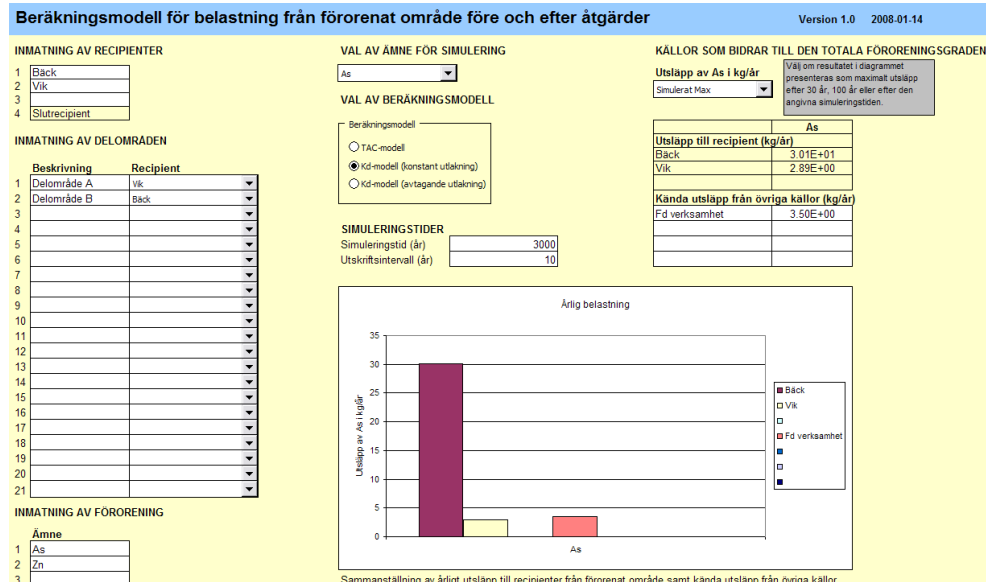 Beräkningsmodell för belastning från förorenat område före och efter åtgärder
Version 1.0 2008-01-14
INMATNING AV RECIPIENTER
1 Bäck
2 Vik
3
4 Slutrecipient
INMATNING AV DELOMRÅDEN
Beskrivning Recipient
1 Delområde A Vik
2 Delområde B Bäck
3
4
5
6
7
8
9
10
11
12
13
14
15
16
17
18
19
20
21
INMATNING AV FÖRORENING
Ämne
1 As
2 Zn
3
VAL AV ÄMNE FÖR SIMULERING
As
VAL AV BERÄKNINGSMODELL
Beräkningsmodell
TAC-modell
Kd-modell (konstant utlakning)
Kd-modell (avtagande utlakning)
SIMULERINGSTIDER
Simuleringstid (år) 3000
Utskriftsintervall (år) 10
KÄLLOR SOM BIDRAR TILL DEN TOTALA FÖRORENINGSGRADEN
Utsläpp av As i kg/år
Simulerat Max
Välj om resultatet i diagrammet
presenteras som maximalt utsläpp
efter 30 år, 100 år eller efter den
angivna simuleringstiden.
As
Utsläpp till recipient (kg/år)
Bäck 3.01E+01
Vik 2.89E+00
Kända utsläpp från övriga källor (kg/år)
Fd verksamhet 3.50E+00
Årlig belastning
Utsläpp av As i kg/år
35
30
25
20
15
10
5
0
As
Bäck
Vik
Fd verksamhet
Sammanställning av årligt utsläpp till recipienter från förorenat område samt kända utsläpp från övriga källor